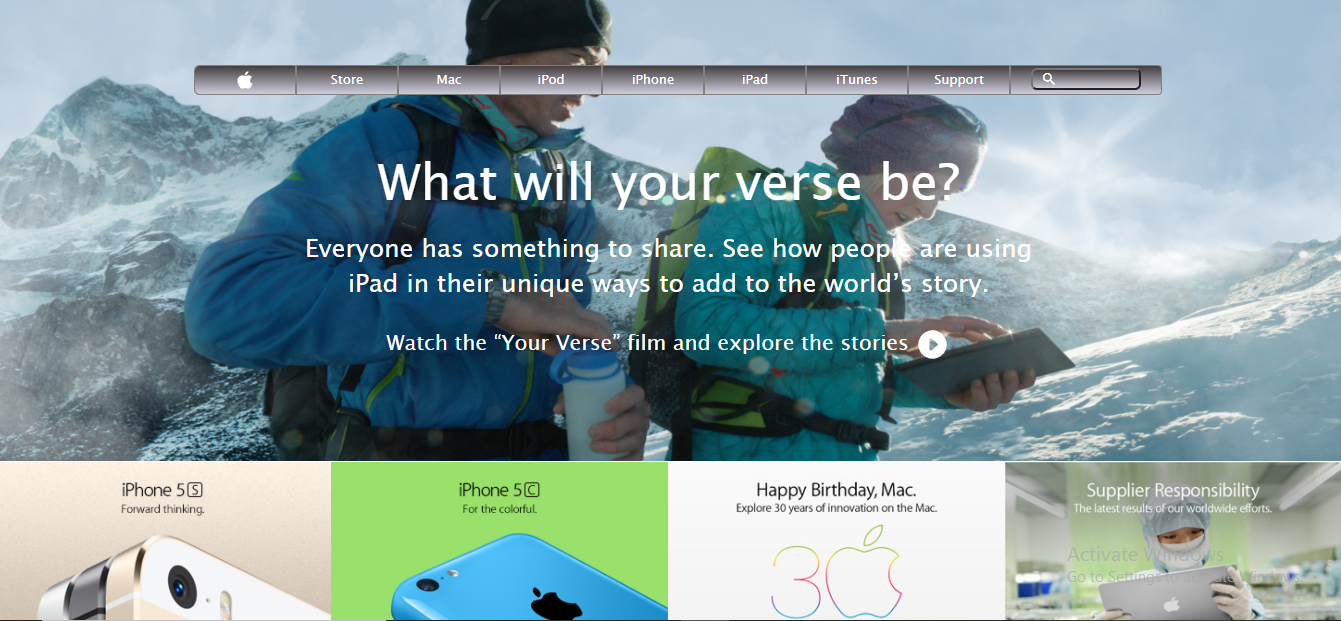 Store Mac iPod iPhone iPad iTunes Support
What will your verse be?
Everyone has something to share. See how people are using
iPad in their unique ways to add to the world’s story.
Watch the “Your Verse” film and explore the stories
iPhone 5S
Forward thinking.
iPhone 5C
For the colorful.
Happy Birthday, Mac.
Explore 30 years of innovation on the Mac.
30
Supplier Responsibility
The latest results of our worldwide efforts.
Activate Windows
Go to Settings to activate Windows.